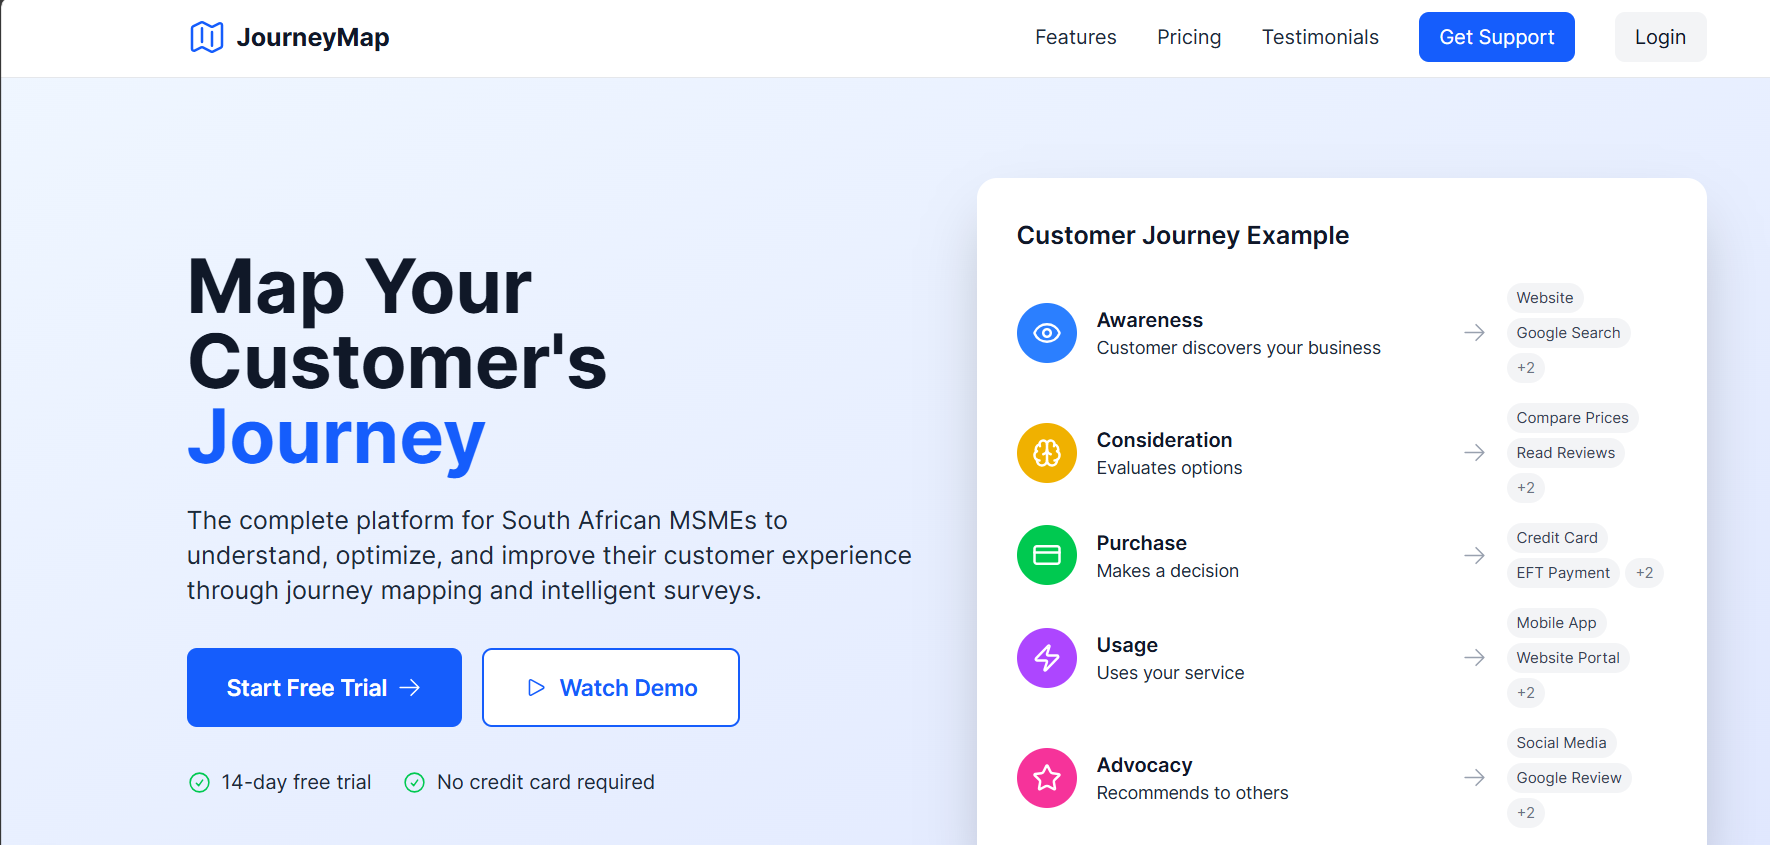 JourneyMap
Features
Pricing
Testimonials
Get Support
Login
Map Your
Customer's
Journey
The complete platform for South African MSMEs to
understand, optimize, and improve their customer experience
through journey mapping and intelligent surveys.
Start Free Trial
Watch Demo
14-day free trial
No credit card required
Customer Journey Example
Awareness
Customer discovers your business
Website
Google Search
+2
Consideration
Evaluates options
Compare Prices
Read Reviews
+2
Purchase
Makes a decision
Credit Card
EFT Payment
+2
Usage
Uses your service
Mobile App
Website Portal
+2
Advocacy
Recommends to others
Social Media
Google Review
+2